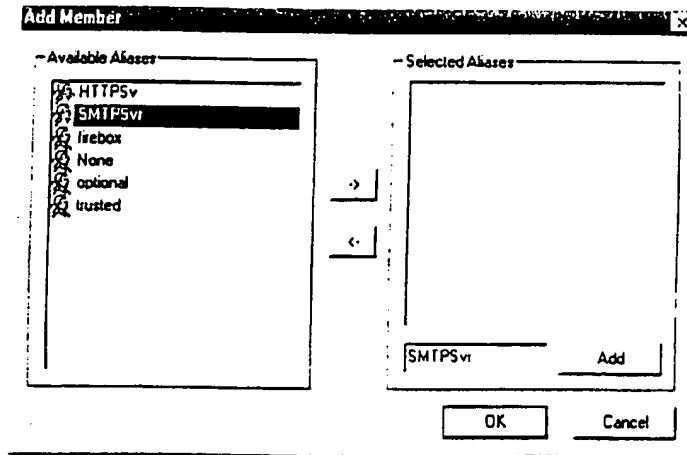 Add Member
Available Aliases
HTTPSv
SMTPSvr
firebox
None
optional
trusted
->
<-
Selected Aliases
SMTPSvr
Add
OK
Cancel